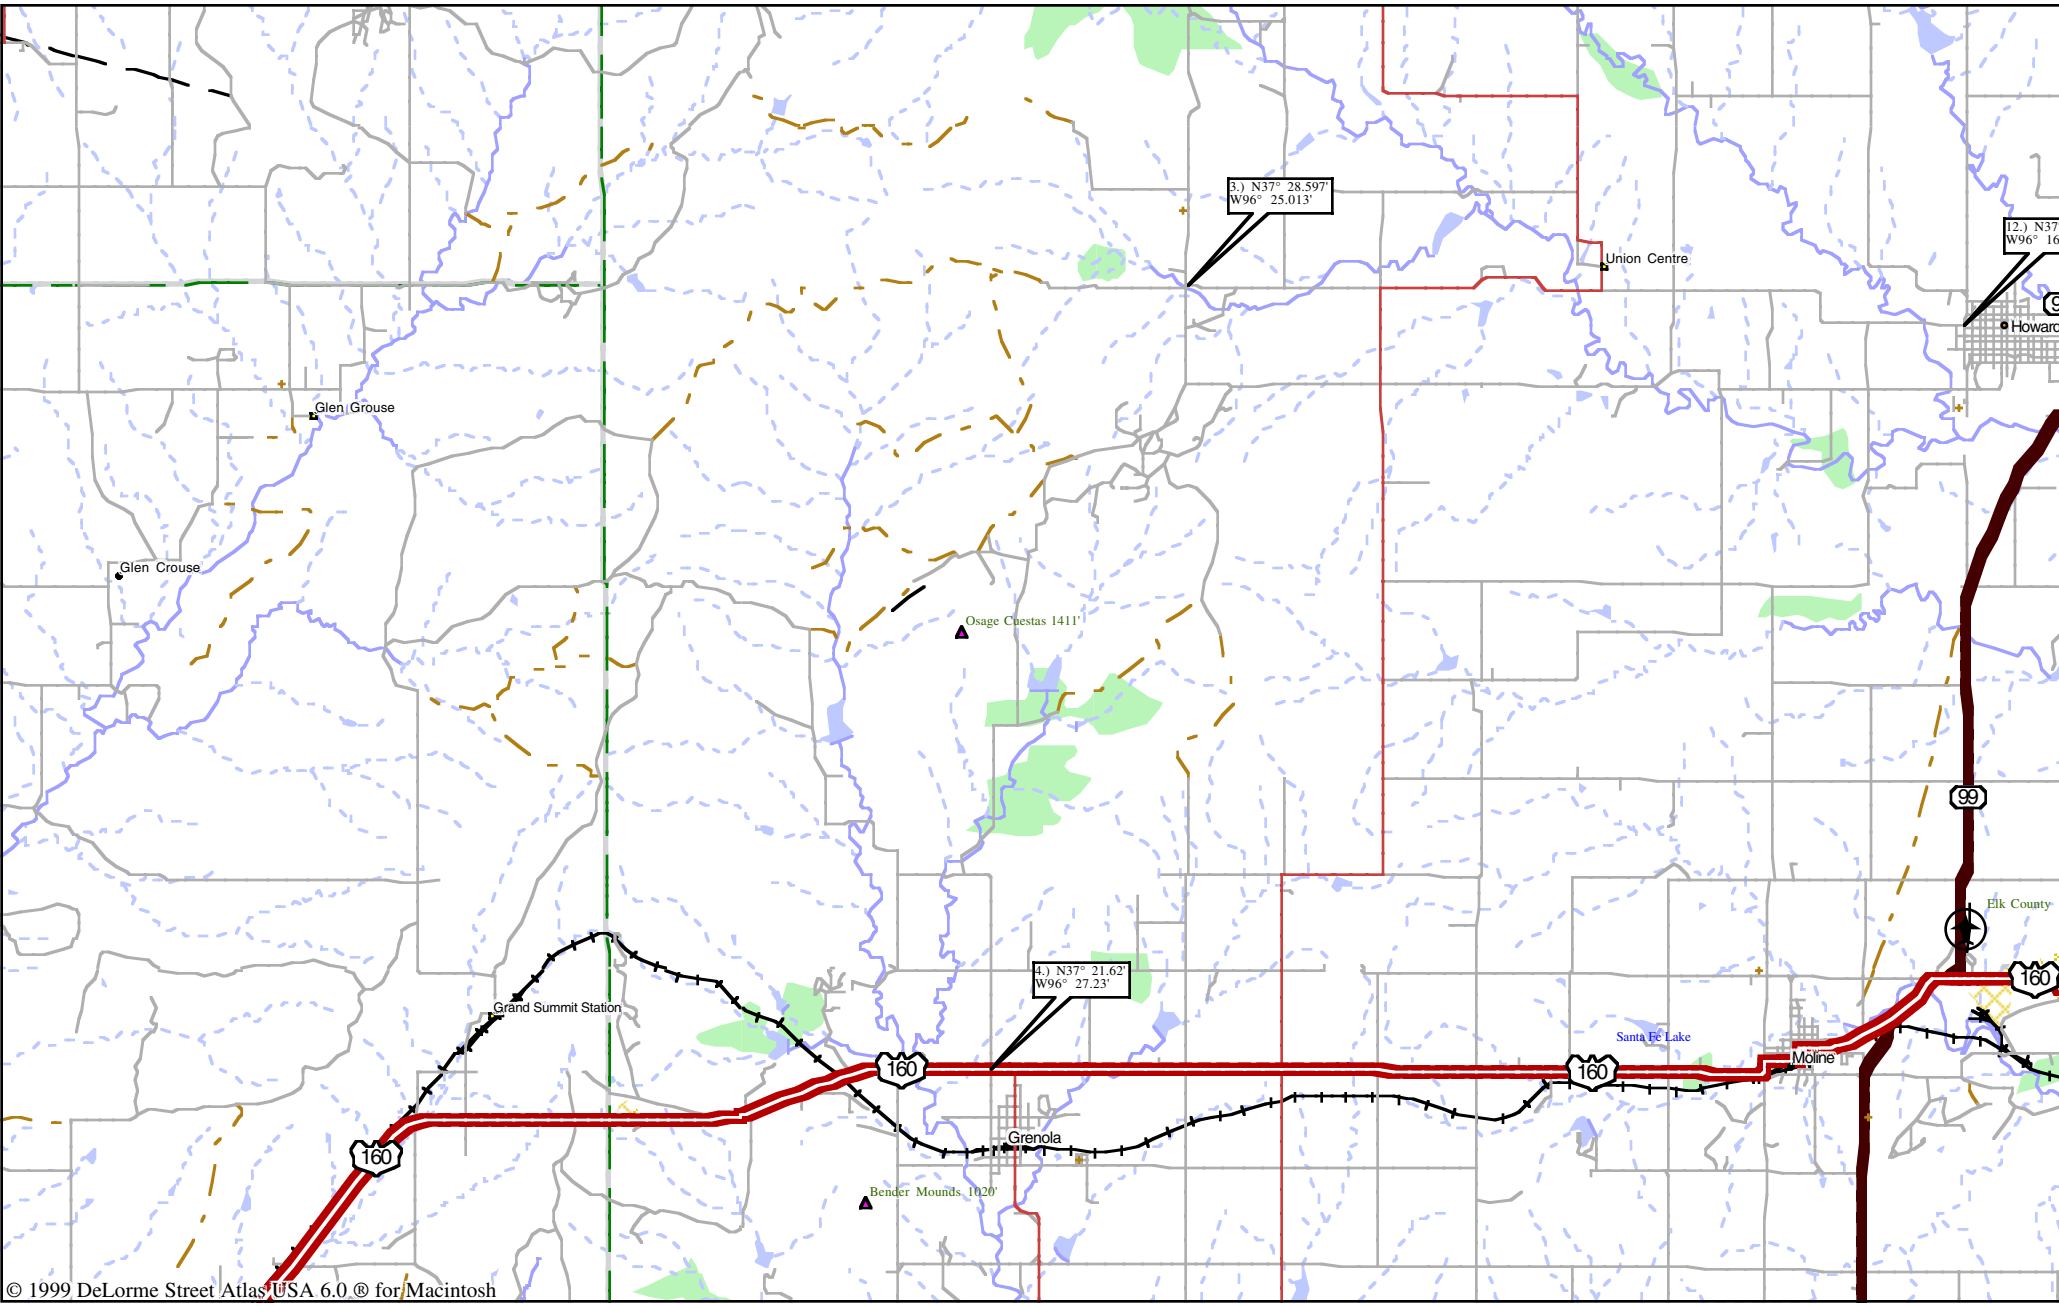 3.) N37° 28.597'
W96° 25.013'
12.) N37
W96° 16
Union Centre
9
Howard
Glen Grouse
Glen Crouse
Osage Cuestas 1411'
99
Elk County
4.) N37° 21.62'
W96° 27.23'
160
Grand Summit Station
Santa Fe Lake
160
160
Moline
Grenola
160
Bender Mounds 1020'
© 1999 DeLorme Street Atlas USA 6.0 ® for Macintosh